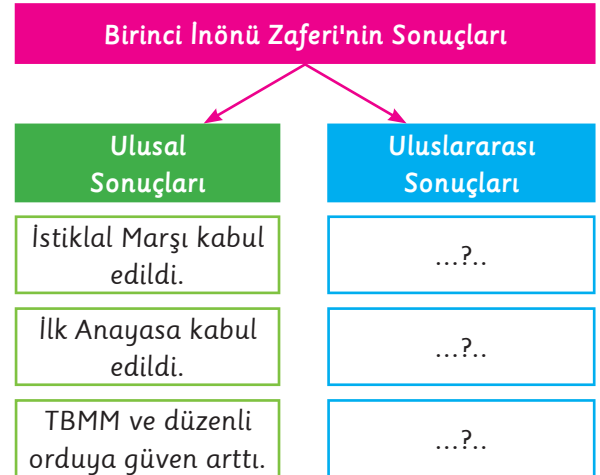 Birinci İnönü Zaferi'nin Sonuçları
Ulusal
Sonuçları
Uluslararası
Sonuçları
İstiklal Marşı kabul
edildi.
...?..
İlk Anayasa kabul
edildi.
...?..
TBMM ve düzenli
orduya güven arttı.
...?..